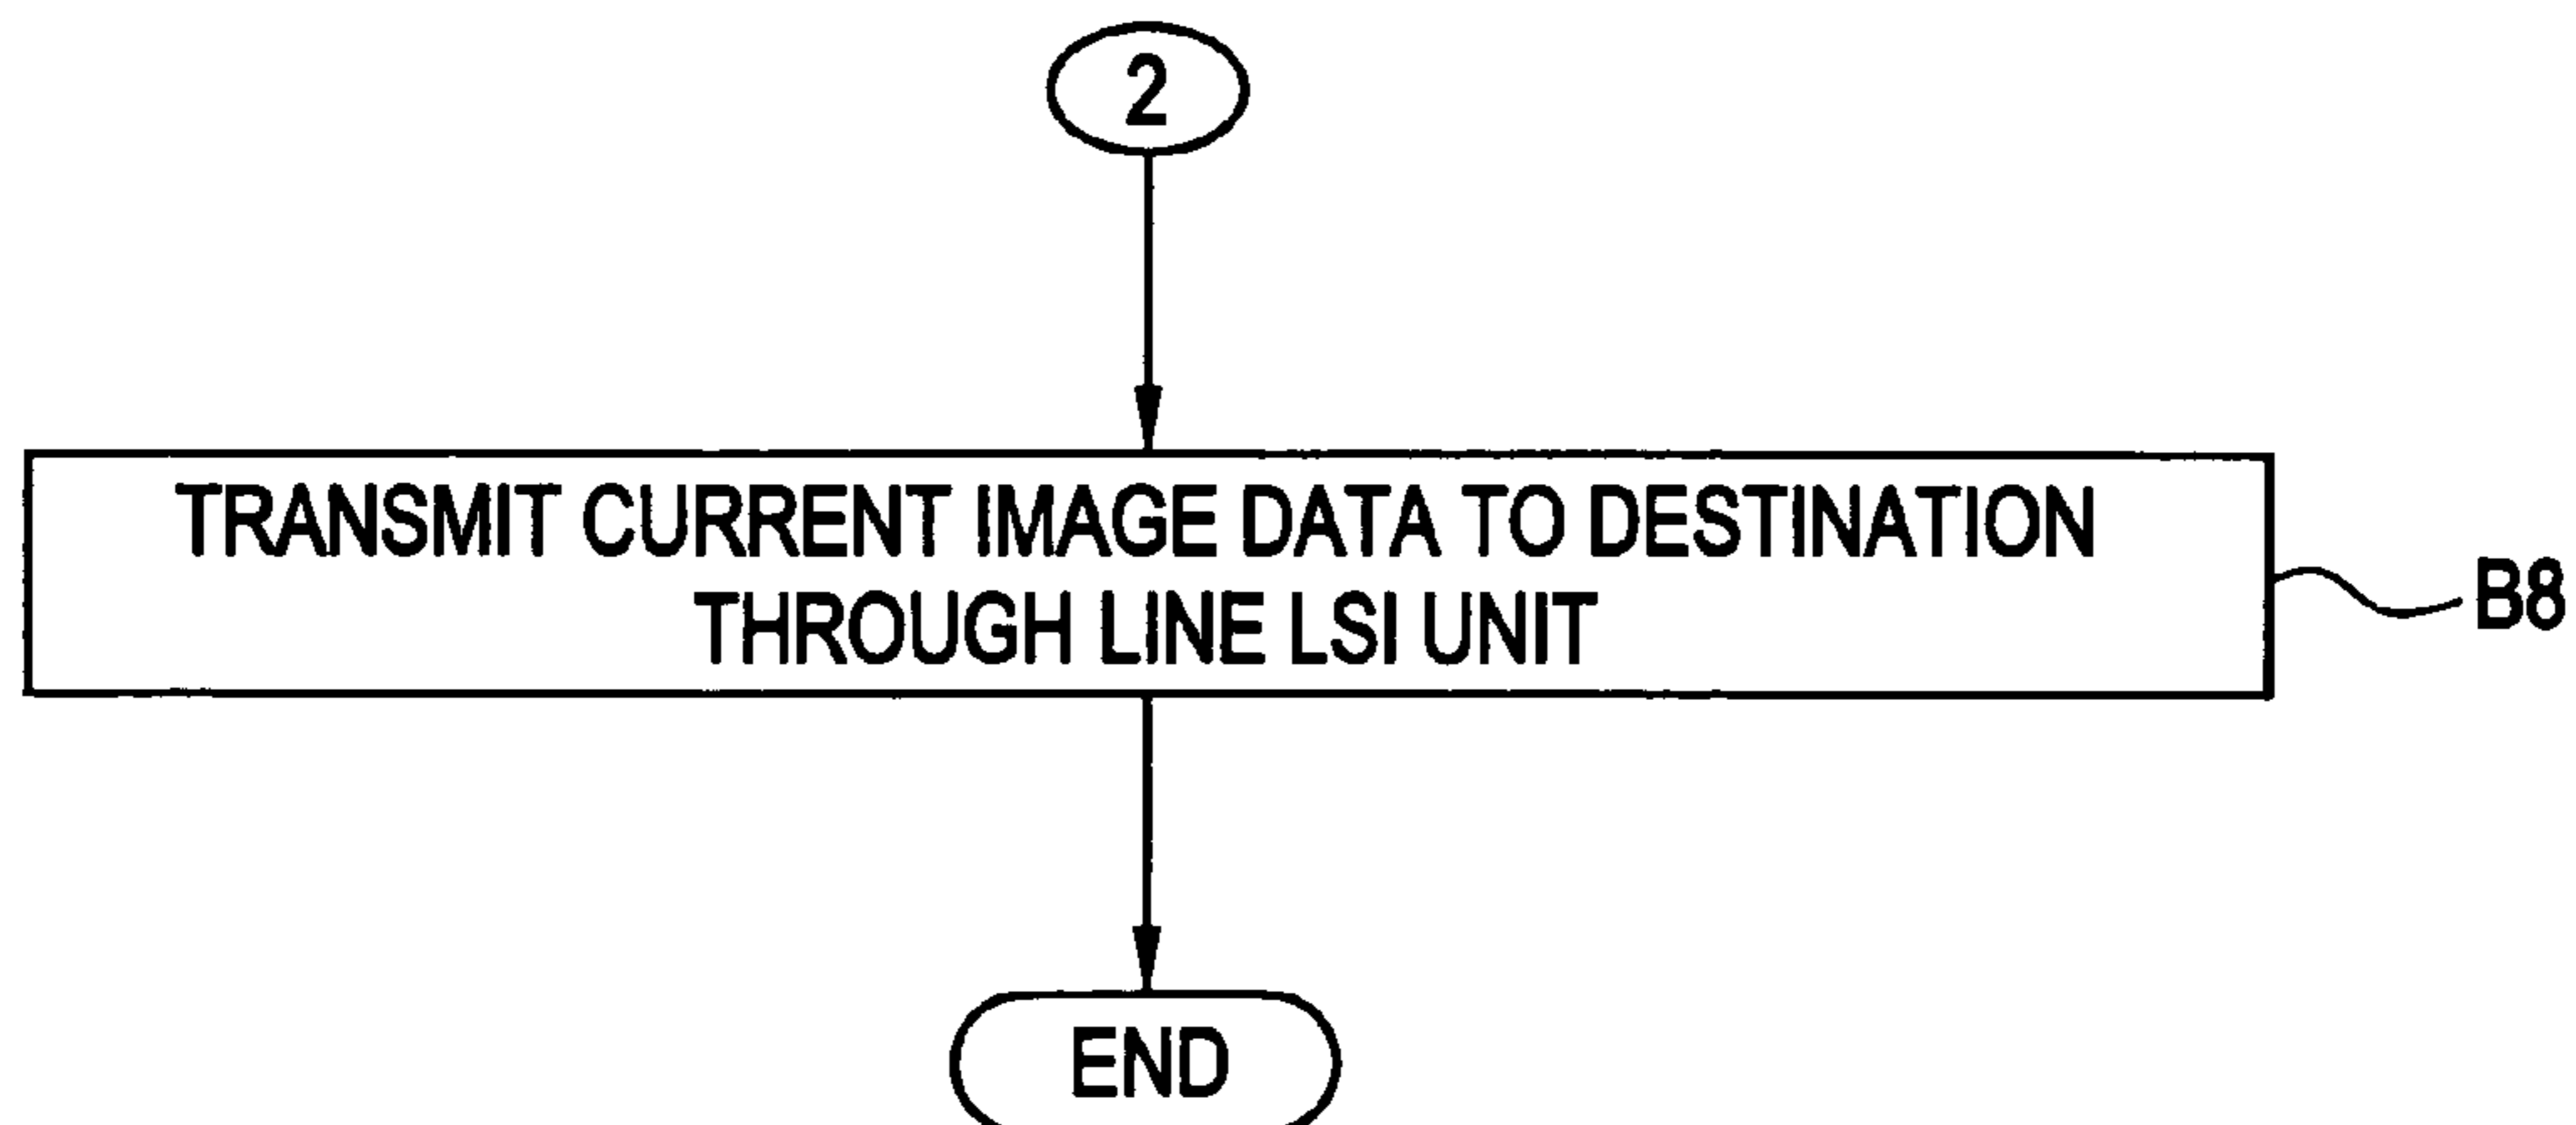 2
TRANSMIT CURRENT IMAGE DATA TO DESTINATION
THROUGH LINE LSI UNIT
B8
END